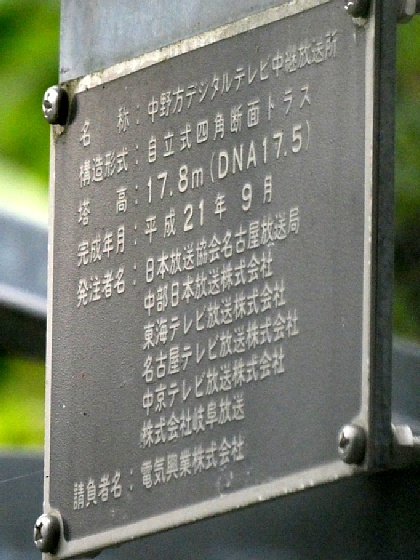 名 称：中野方デジタルテレビ中継放送所
構造形式：自立式四角断面トラス
塔 高：17.8m(DNA17.5)
完成年月：平成21年9月
発注者名：日本放送協会名古屋放送局
中部日本放送株式会社
東海テレビ放送株式会社
名古屋テレビ放送株式会社
中京テレビ放送株式会社
株式会社岐阜放送
請負者名：電気興業株式会社